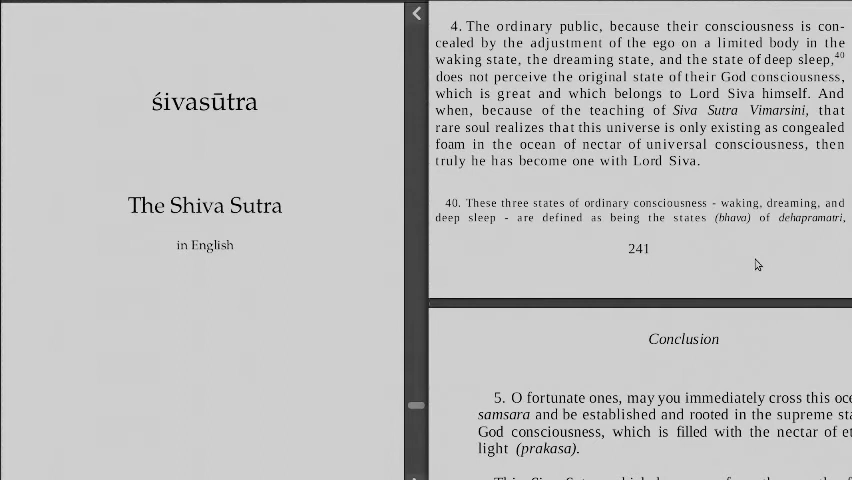 śivasūtra
The Shiva Sutra
in English
4. The ordinary public, because their consciousness is con-
cealed by the adjustment of the ego on a limited body in the
waking state, the dreaming state, and the state of deep sleep,40
does not perceive the original state of their God consciousness,
which is great and which belongs to Lord Siva himself. And
when, because of the teaching of Siva Sutra Vimarsini, that
rare soul realizes that this universe is only existing as congealed
foam in the ocean of nectar of universal consciousness, then
truly he has become one with Lord Siva.
40. These three states of ordinary consciousness - waking, dreaming, and
deep sleep - are defined as being the states (bhava) of dehapramatri,
241
Conclusion
5. O fortunate ones, may you immediately cross this
samsara and be established and rooted in the supreme
God consciousness, which is filled with the nectar of
light (prakasa).